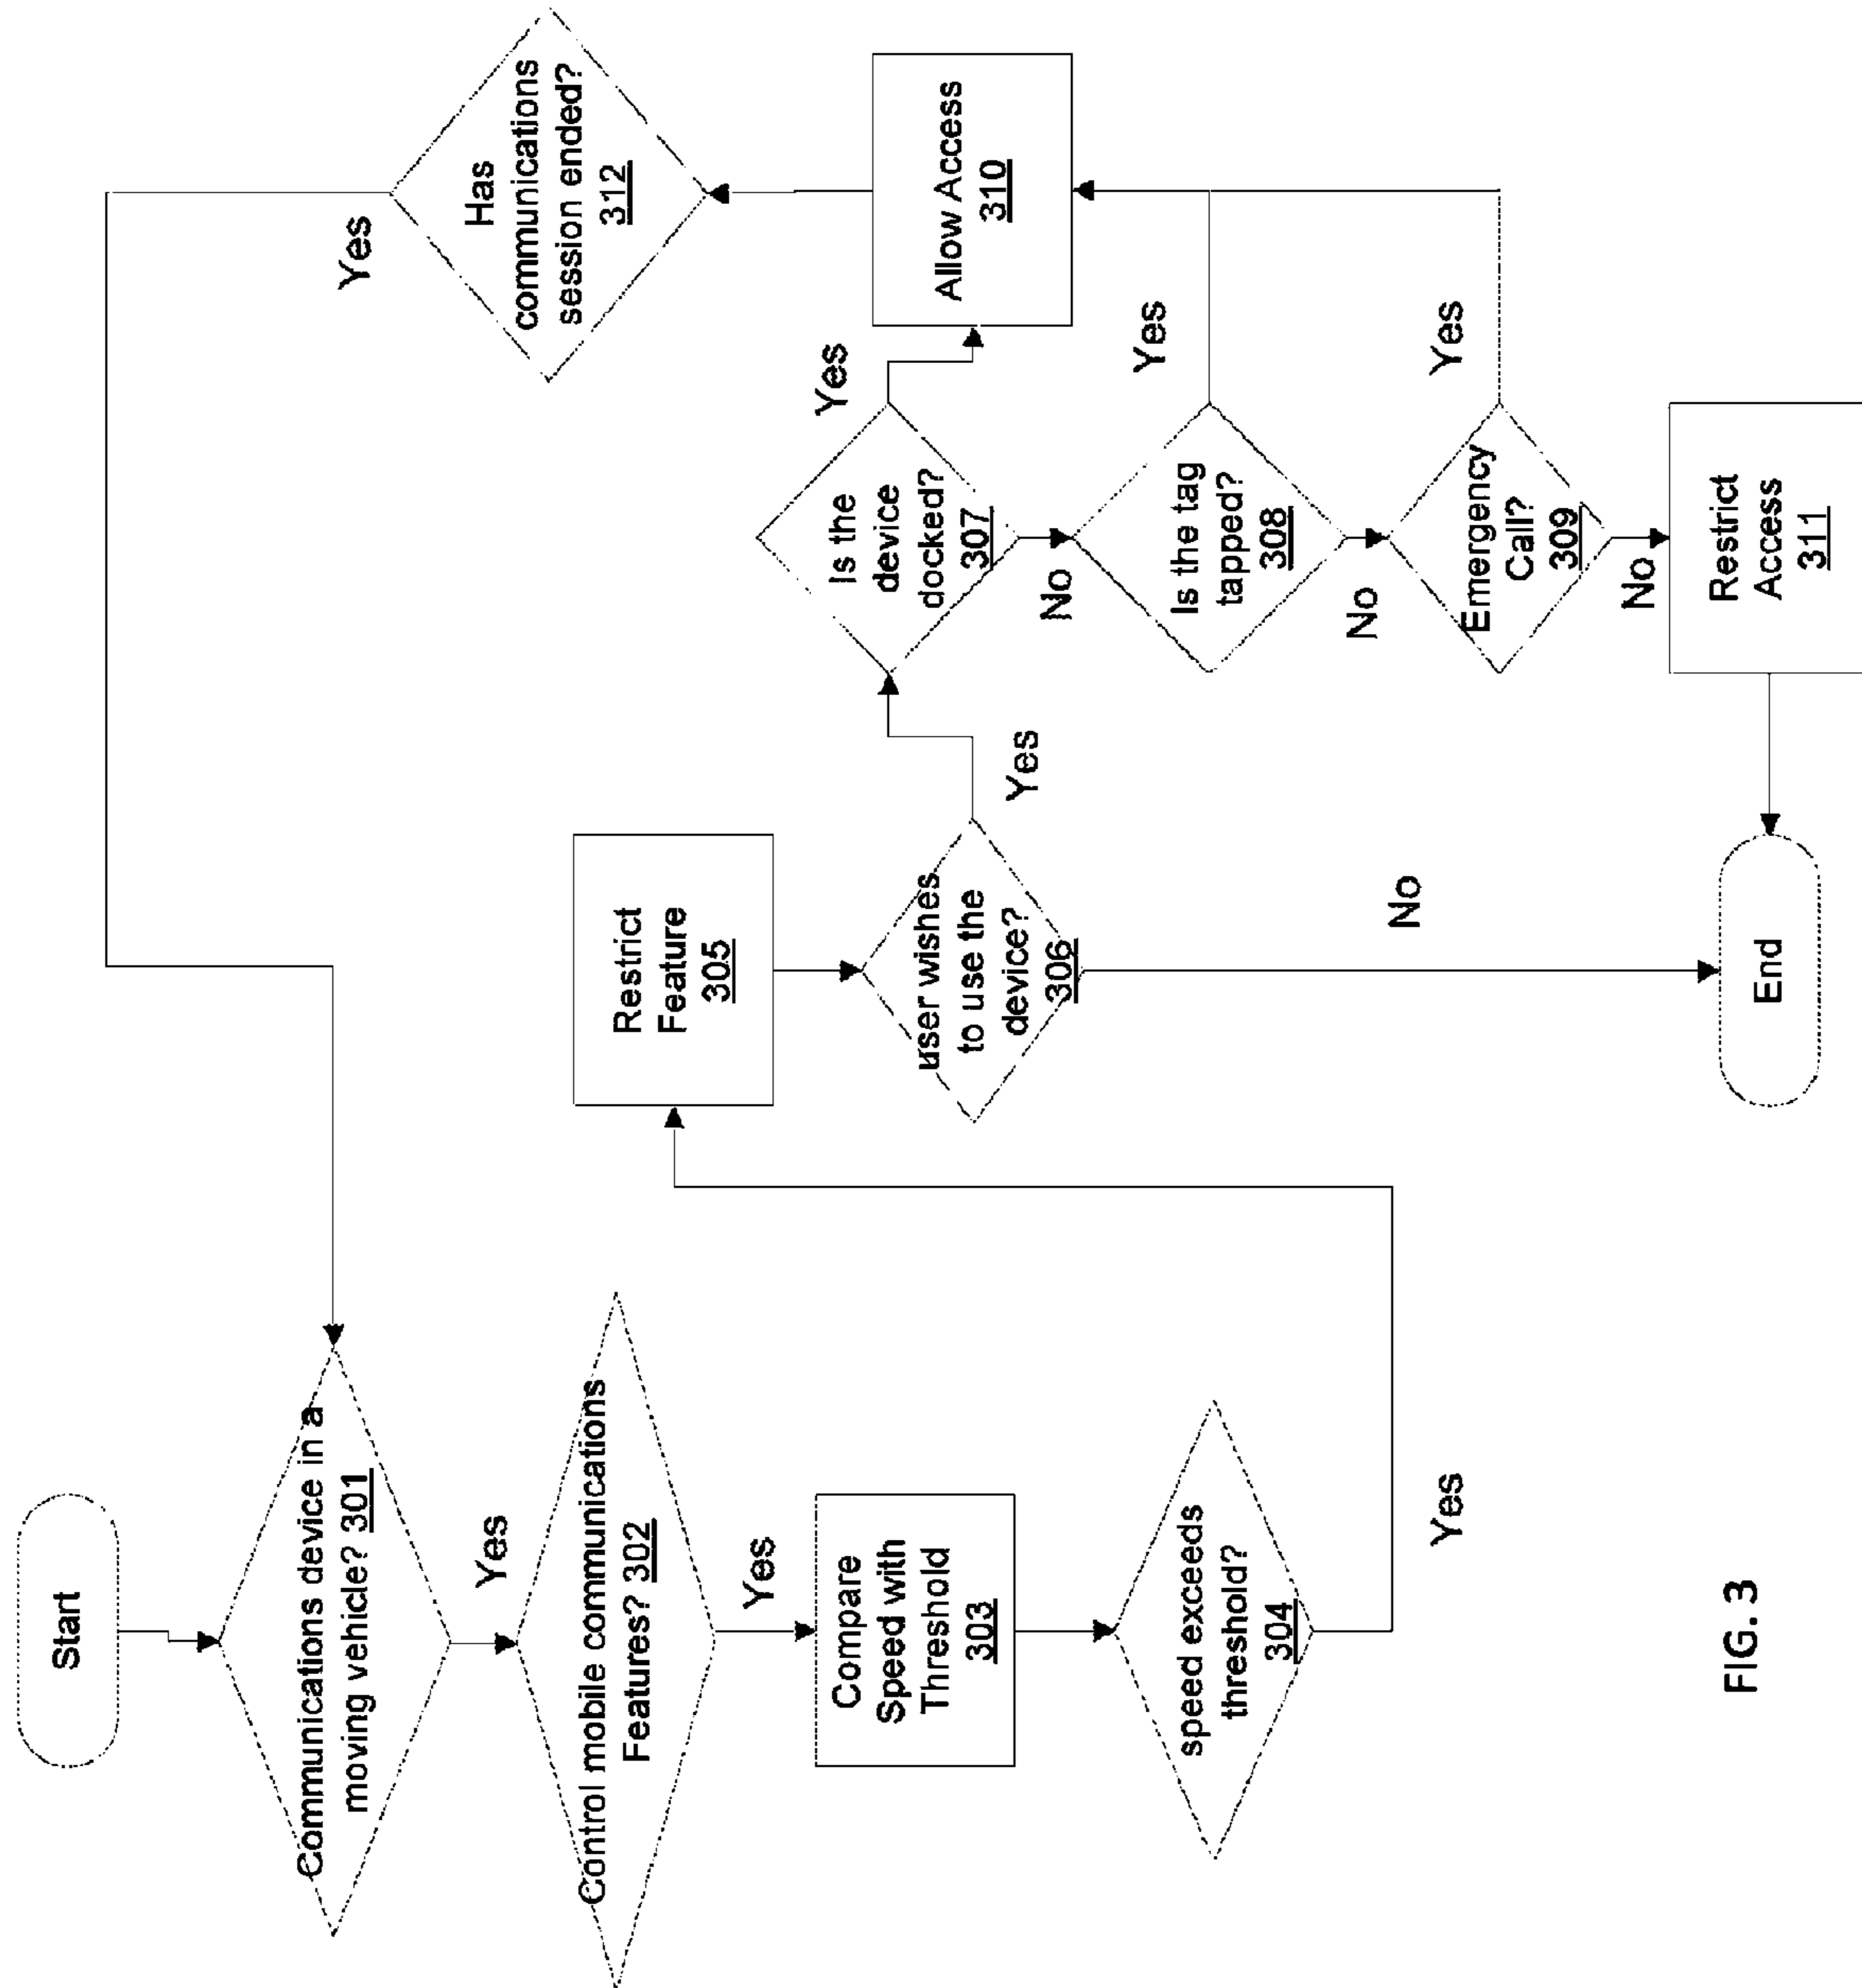 Start
Communications device in a
moving vehicle? 301
Yes
Control mobile communications
Features? 302
Yes
Compare
Speed with
Threshold
303
speed exceeds
threshold?
304
Yes
Restrict
Feature
305
user wishes
to use the
device?
306
Yes
No
Is the
device
docked?
307
Yes
No
Is the tag
tapped?
308
Yes
No
Emergency
Call?
309
Yes
No
Restrict
Access
311
End
Allow Access
310
Has
communications
session ended?
312
Yes
FIG. 3